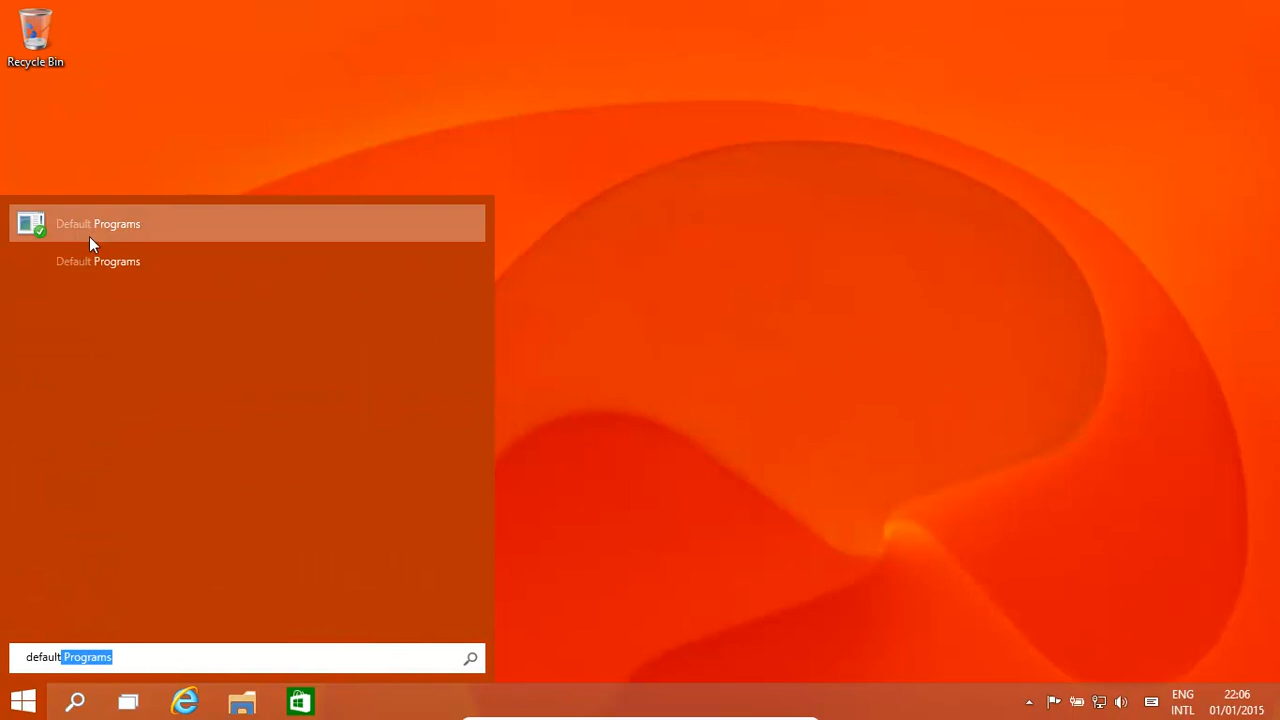 Recycle Bin
Default Programs
Default Programs
default Programs
ENG
INTL
22:06
01/01/2015